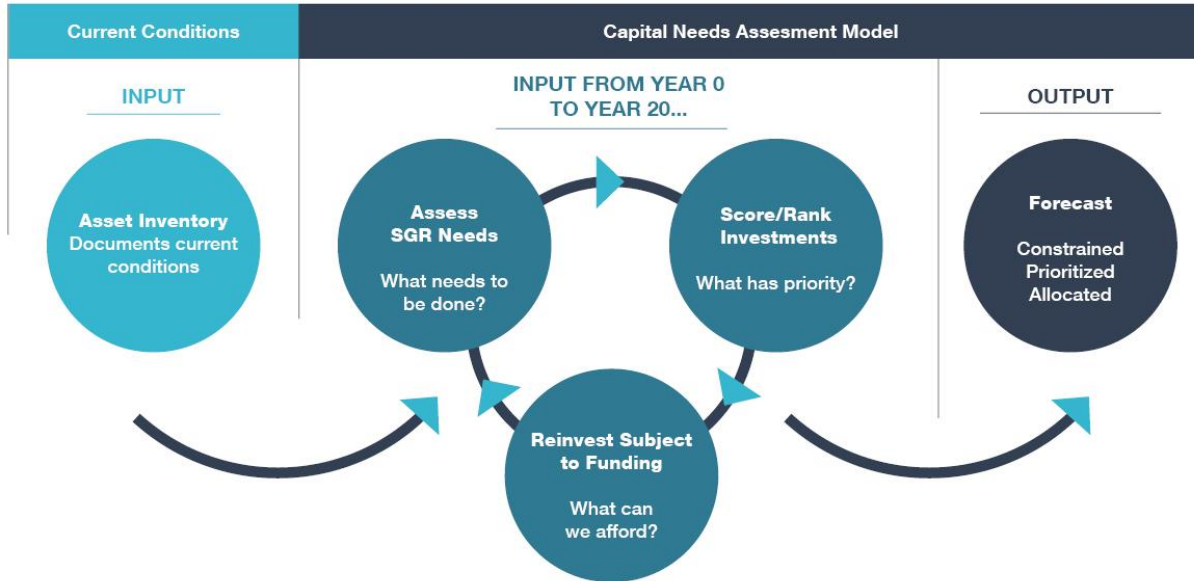 Current Conditions
Capital Needs Assesment Model
INPUT
INPUT FROM YEAR 0
TO YEAR 20...
OUTPUT
Asset Inventory
Documents current
conditions
Assess
SGR Needs
What needs to
be done?
Score/Rank
Investments
What has priority?
Reinvest Subject
to Funding
What can
we afford?
Forecast
Constrained
Prioritized
Allocated